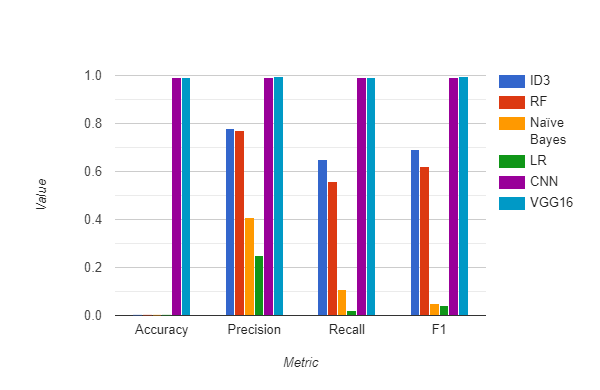 1.0
0.8
0.6
0.4
0.2
0.0
Value
Accuracy Precision Recall F1
Metric
ID3
RF
Naïve
Bayes
LR
CNN
VGG16